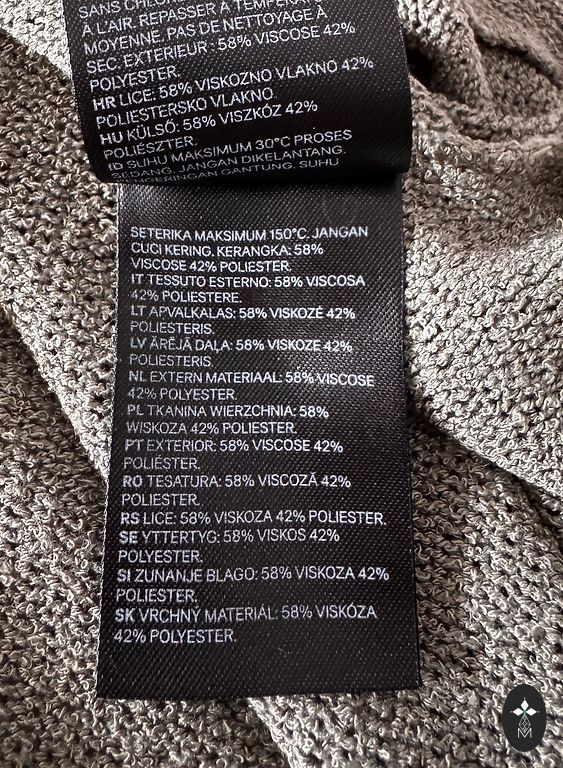 SANS CHLORE
À L'AIR. REPASSER À TEMPÉRATURE
MOYENNE. PAS DE NETTOYAGE À
SEC. EXTERIEUR : 58% VISCOSE 42%
POLYESTER.
HR LICE: 58% VISKOZNO VLAKNO 42%
POLIESTERSKO VLAKNO.
HU KÜLSŐ: 58% VISZKÓZ 42%
POLIÉSZTER.
ID SUHU MAKSIMUM 30°C PROSES
SEDANG, JANGAN DIKELANTANG.
PENGERINGAN GANTUNG. SUHU
SETERIKA MAKSIMUM 150°C. JANGAN
CUCI KERING. KERANGKA: 58%
VISCOSE 42% POLIESTER.
IT TESSUTO ESTERNO: 58% VISCOSA
42% POLIESTERE.
LT APVALKALAS: 58% VISKOZĖ 42%
POLIESTERIS.
LV ĀRĒJĀ DAĻA: 58% VISKOZE 42%
POLIESTERIS.
NL EXTERN MATERIAAL: 58% VISCOSE
42% POLYESTER.
PL TKANINA WIERZCHNIA: 58%
WISKOZA 42% POLIESTER.
PT EXTERIOR: 58% VISCOSE 42%
POLIÉSTER.
RO TESATURA: 58% VISCOZĂ 42%
POLIESTER.
RS LICE: 58% VISKOZA 42% POLIESTER.
SE YTTERTYG: 58% VISKOS 42%
POLYESTER.
SI ZUNANJE BLAGO: 58% VISKOZA 42%
POLIESTER.
SK VRCHNÝ MATERIÁL: 58% VISKÓZA
42% POLYESTER.
M